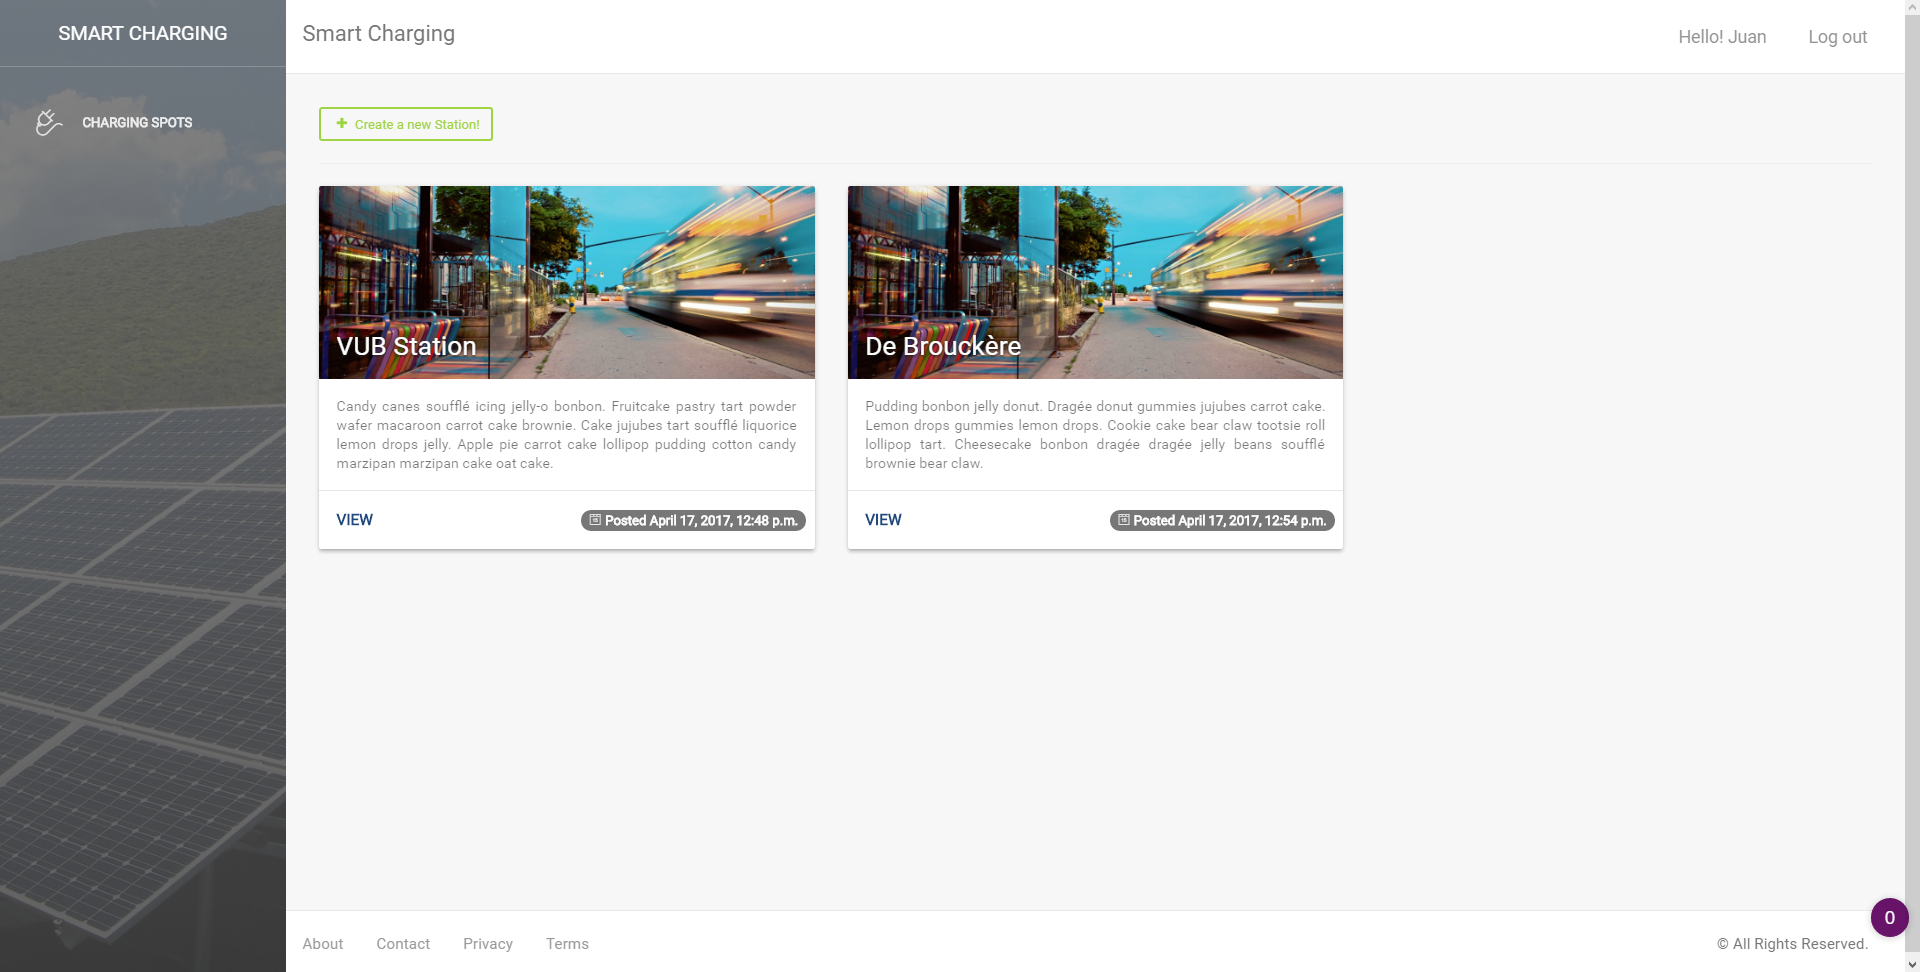 SMART CHARGING
Smart Charging
Hello! Juan
Log out
CHARGING SPOTS
Create a new Station!
VUB Station
Candy canes soufflé icing jelly-o bonbon. Fruitcake pastry tart powder
wafer macaroon carrot cake brownie. Cake jujubes tart soufflé liquorice
lemon drops jelly. Apple pie carrot cake lollipop pudding cotton candy
marzipan marzipan cake oat cake.
VIEW
Posted April 17, 2017, 12:48 p.m.
De Brouckère
Pudding bonbon jelly donut. Dragée donut gummies jujubes carrot cake.
Lemon drops gummies lemon drops. Cookie cake bear claw tootsie roll
lollipop tart. Cheesecake bonbon dragée dragée jelly beans soufflé
brownie bear claw.
VIEW
Posted April 17, 2017, 12:54 p.m.
0
About
Contact
Privacy
Terms
© All Rights Reserved.